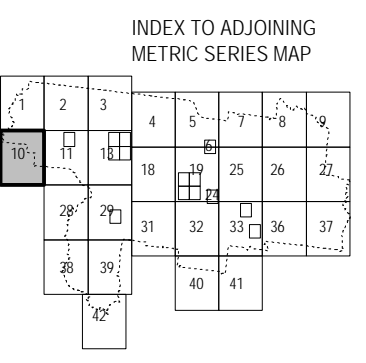 INDEX TO ADJOINING
METRIC SERIES MAP
1 2 3
4 5 7 8 9
6
10 11 13
18 19 25 26 27
24
28 29
31 32 33 36 37
38 39
40 41
42